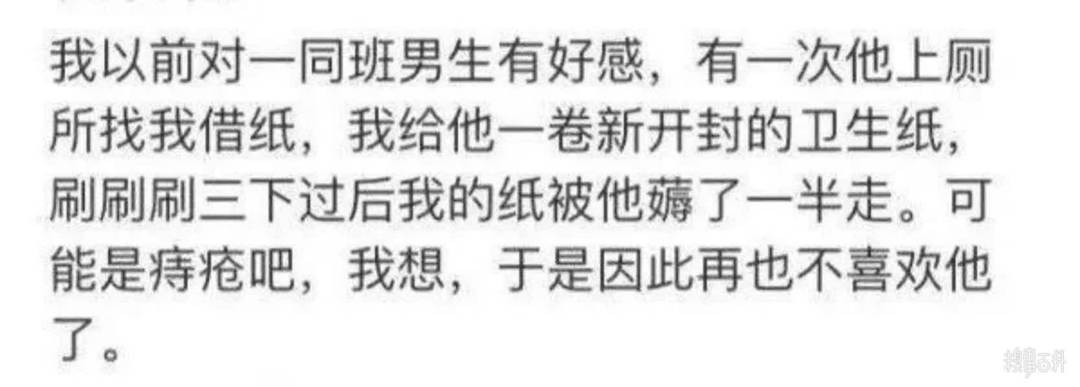 我以前对一同班男生有好感，有一次他上厕
所找我借纸，我给他一卷新开封的卫生纸，
刷刷刷三下过后我的纸被他薅了一半走。可
能是痔疮吧，我想，于是因此再也不喜欢他
了。